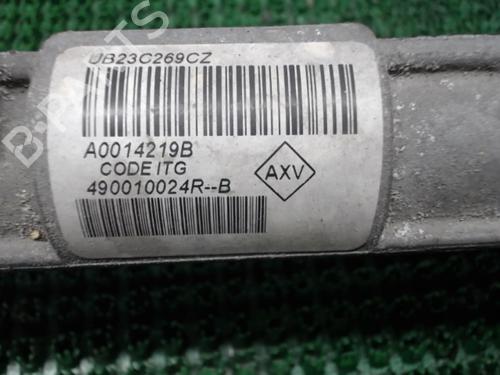 UB23C269CZ
A0014219B
CODE ITG
490010024R--B
AXV
B-PARTS